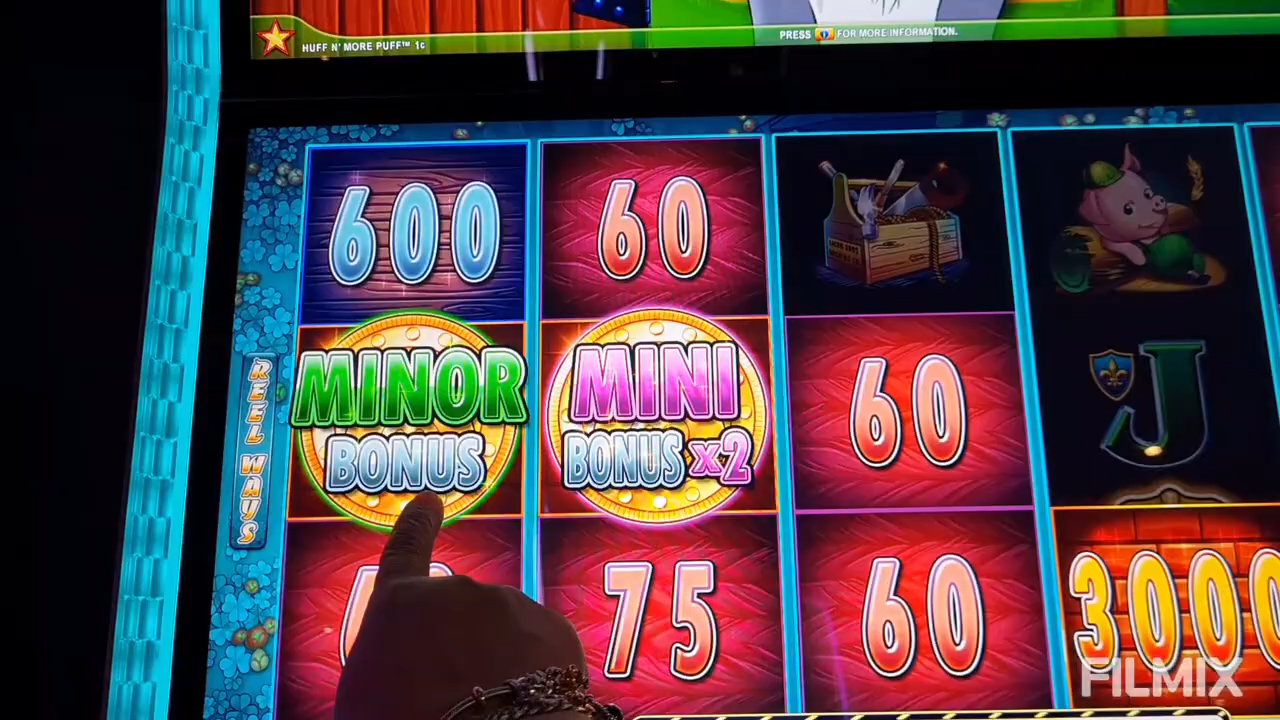 HUFF N' MORE PUFF™ 1¢
PRESS FOR MORE INFORMATION.
600
60
MINOR
BONUS
MINI
BONUS x2
60
J
REEL WAYS
75
60
3000
FILMIX